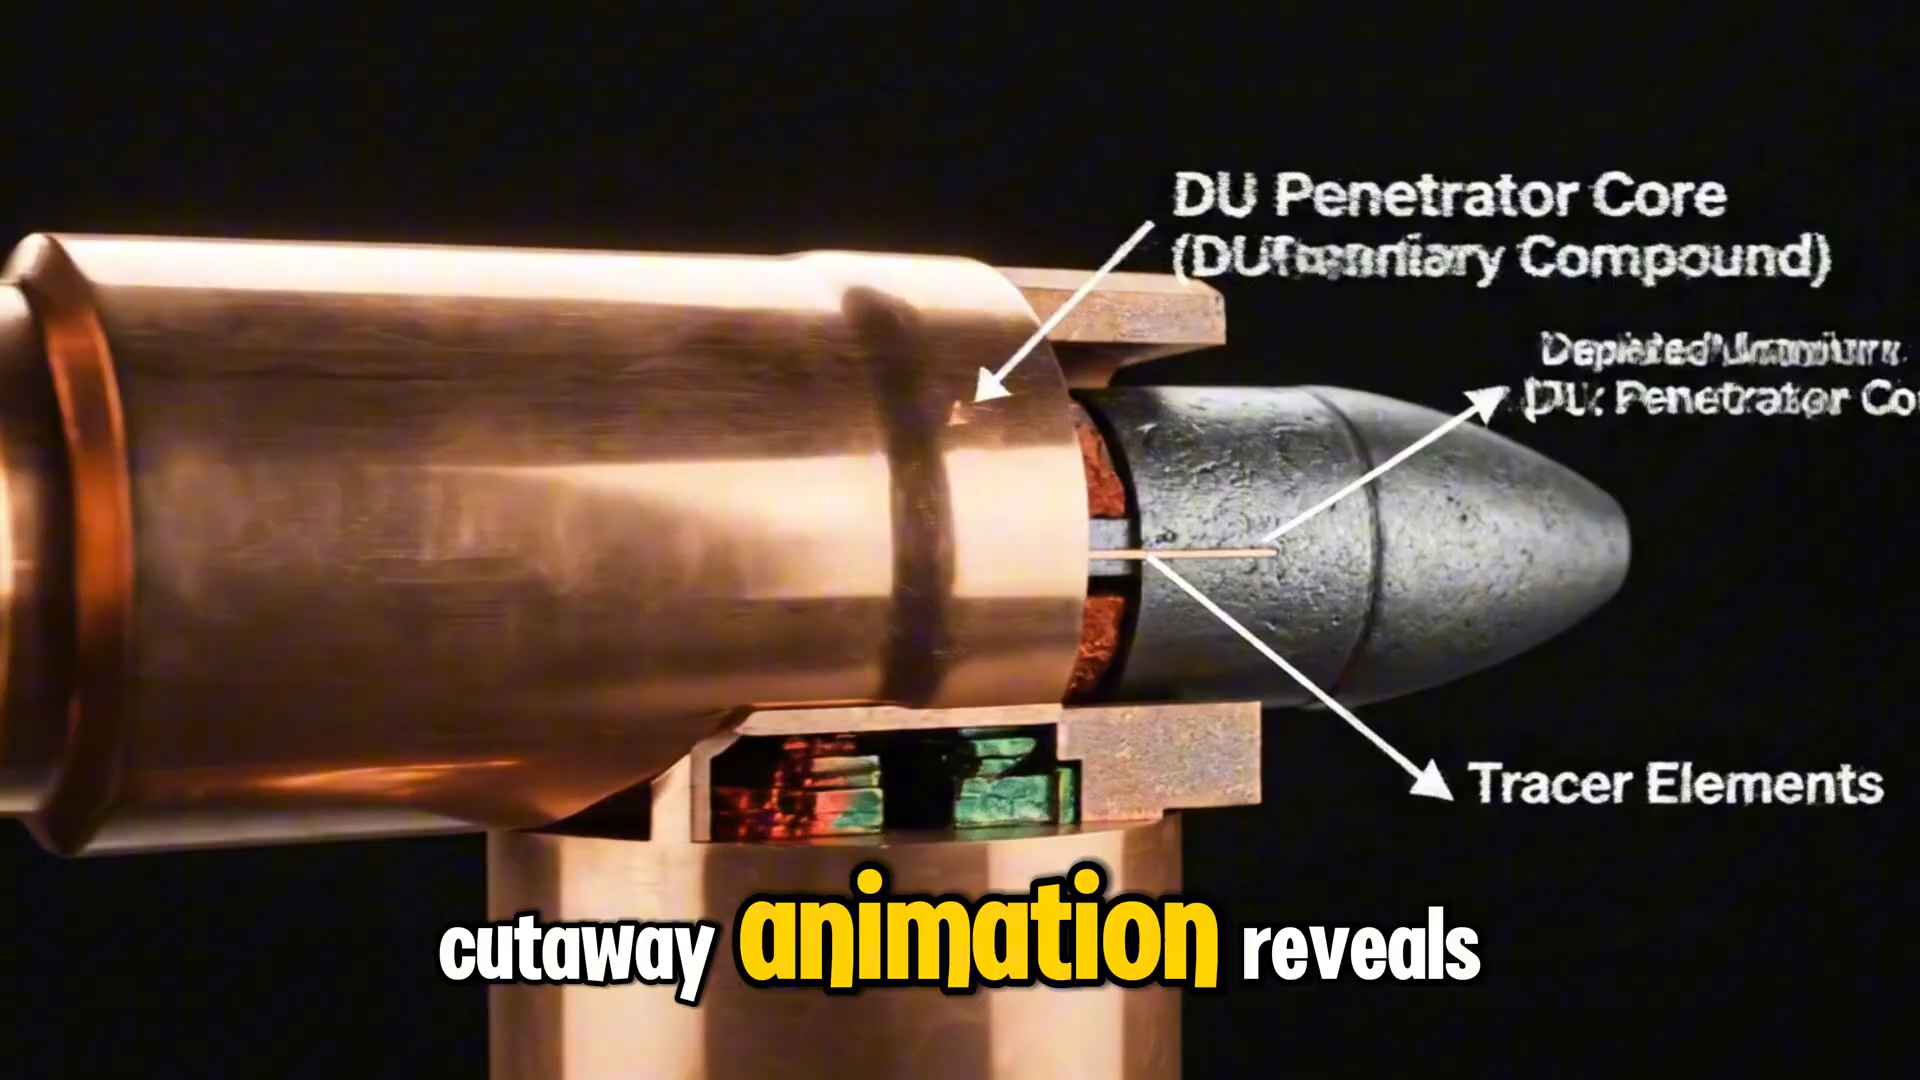 DU Penetrator Core
Compound)
Penetrator
Tracer Elements
cutaway animation reveals